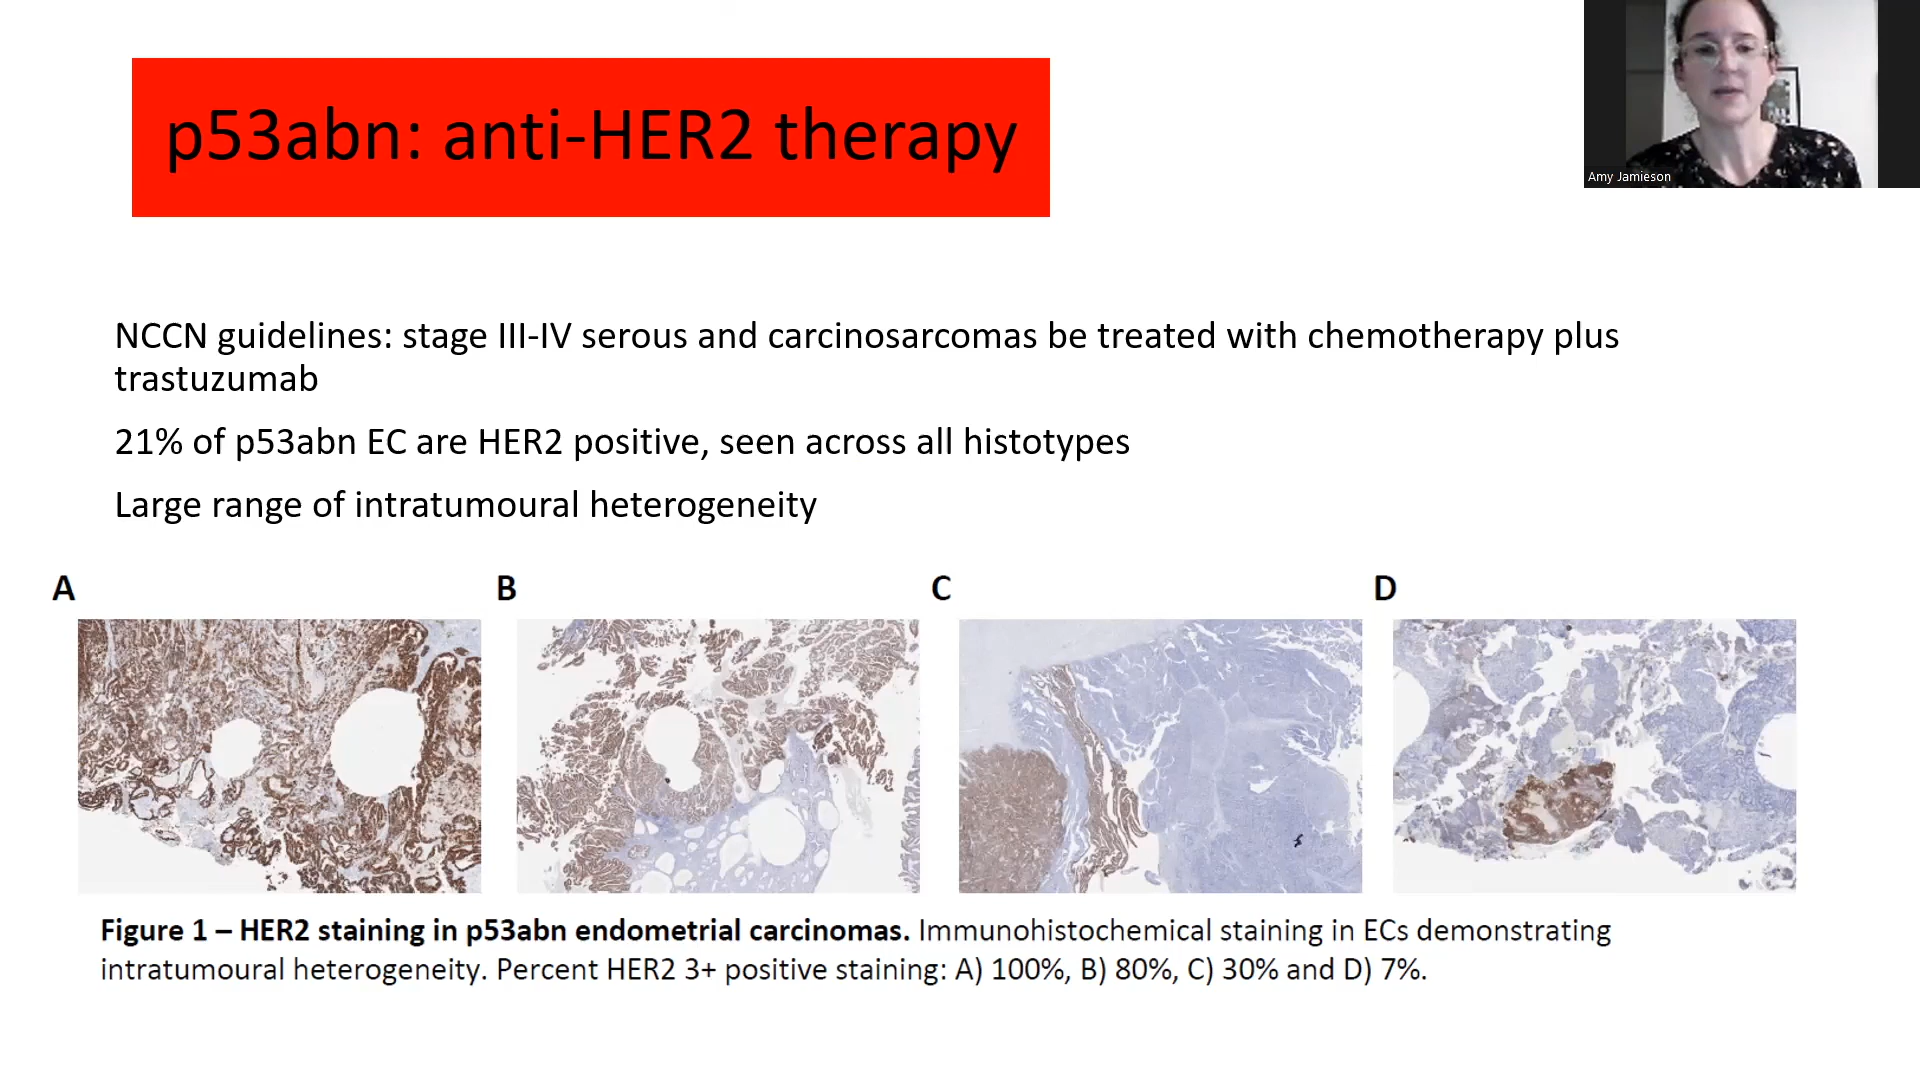 p53abn: anti-HER2 therapy
Amy Jamieson
NCCN guidelines: stage III-IV serous and carcinosarcomas be treated with chemotherapy plus
trastuzumab
21% of p53abn EC are HER2 positive, seen across all histotypes
Large range of intratumoural heterogeneity
A
B
C
D
Figure 1 – HER2 staining in p53abn endometrial carcinomas. Immunohistochemical staining in ECs demonstrating
intratumoural heterogeneity. Percent HER2 3+ positive staining: A) 100%, B) 80%, C) 30% and D) 7%.